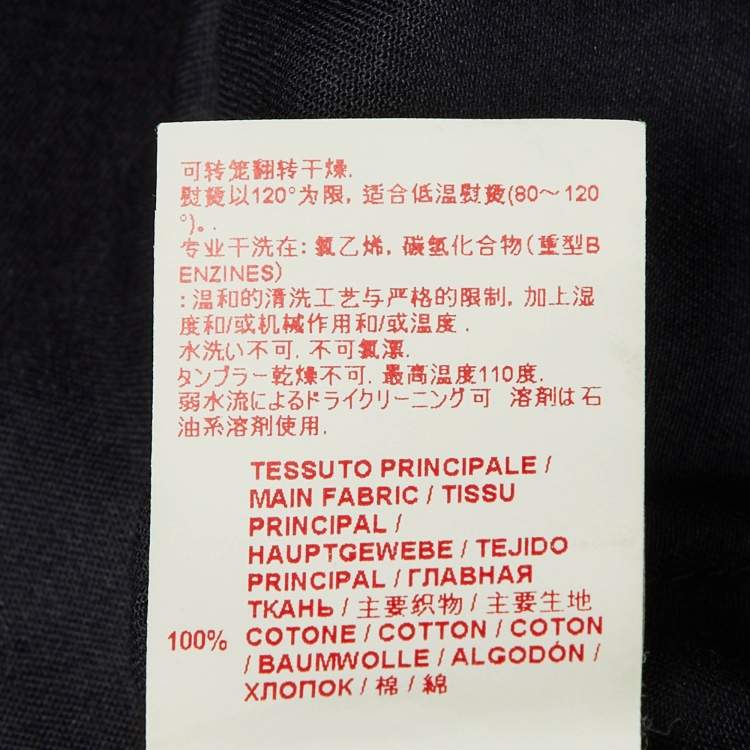 可转笼翻转干燥.
熨烫以120°为限, 适合低温熨烫(80～120
°)。.
专业干洗在: 氯乙烯, 碳氢化合物(重型B
ENZINES)
: 温和的清洗工艺与严格的限制, 加上湿
度和/或机械作用和/或温度 .
水洗い不可. 不可氯漂.
タンブラー乾燥不可. 最高温度110度.
弱水流によるドライクリーニング可 溶剤は石
油系溶剤使用.
TESSUTO PRINCIPALE /
MAIN FABRIC / TISSU
PRINCIPAL /
HAUPTGEWEBE / TEJIDO
PRINCIPAL / ГЛАВНАЯ
ТКАНЬ / 主要织物 / 主要生地
100% COTONE / COTTON / COTON
/ BAUMWOLLE / ALGODÓN /
ХЛОПОК / 棉 / 綿